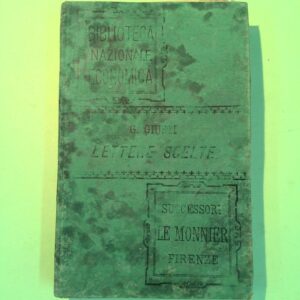 BIBLIOTECA
NAZIONALE
ECONOMICA
G. GIUSTI
LETTERE SCELTE
SUCCESSORI
LE MONNIER
FIRENZE